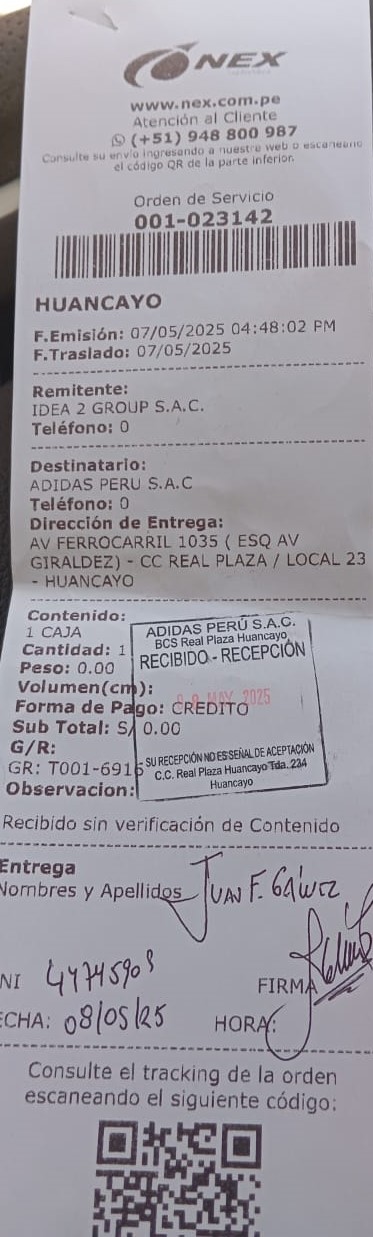 NEX
www.nex.com.pe
Atención al Cliente
(+51) 948 800 987
Consulte su envío ingresando a nuestra web o escaneando
el código QR de la parte inferior.
Orden de Servicio
001-023142
HUANCAYO
F.Emisión: 07/05/2025 04:48:02 PM
F.Traslado: 07/05/2025
Remitente:
IDEA 2 GROUP S.A.C.
Teléfono: 0
Destinatario:
ADIDAS PERU S.A.C
Teléfono: 0
Dirección de Entrega:
AV FERROCARRIL 1035 ( ESQ AV
GIRALDEZ) - CC REAL PLAZA / LOCAL 23
- HUANCAYO
Contenido:
1 CAJA
Cantidad: 1
Peso: 0.00
Volumen(cm):
Forma de Pago: CREDITO
Sub Total: S/ 0.00
G/R:
GR: T001-6916
Observacion:
ADIDAS PERÚ S.A.C.
BCS Real Plaza Huancayo
RECIBIDO - RECEPCIÓN
MAY 2025
SU RECEPCIÓN NO ES SEÑAL DE ACEPTACIÓN
C.C. Real Plaza Huancayo Tda. 234
Huancayo
Recibido sin verificación de Contenido
Entrega
Nombres y Apellidos JUAN F. GALVEZ
NI 44745909
FIRMA
ECHA: 08/05/25 HORA:
Consulte el tracking de la orden
escaneando el siguiente código: